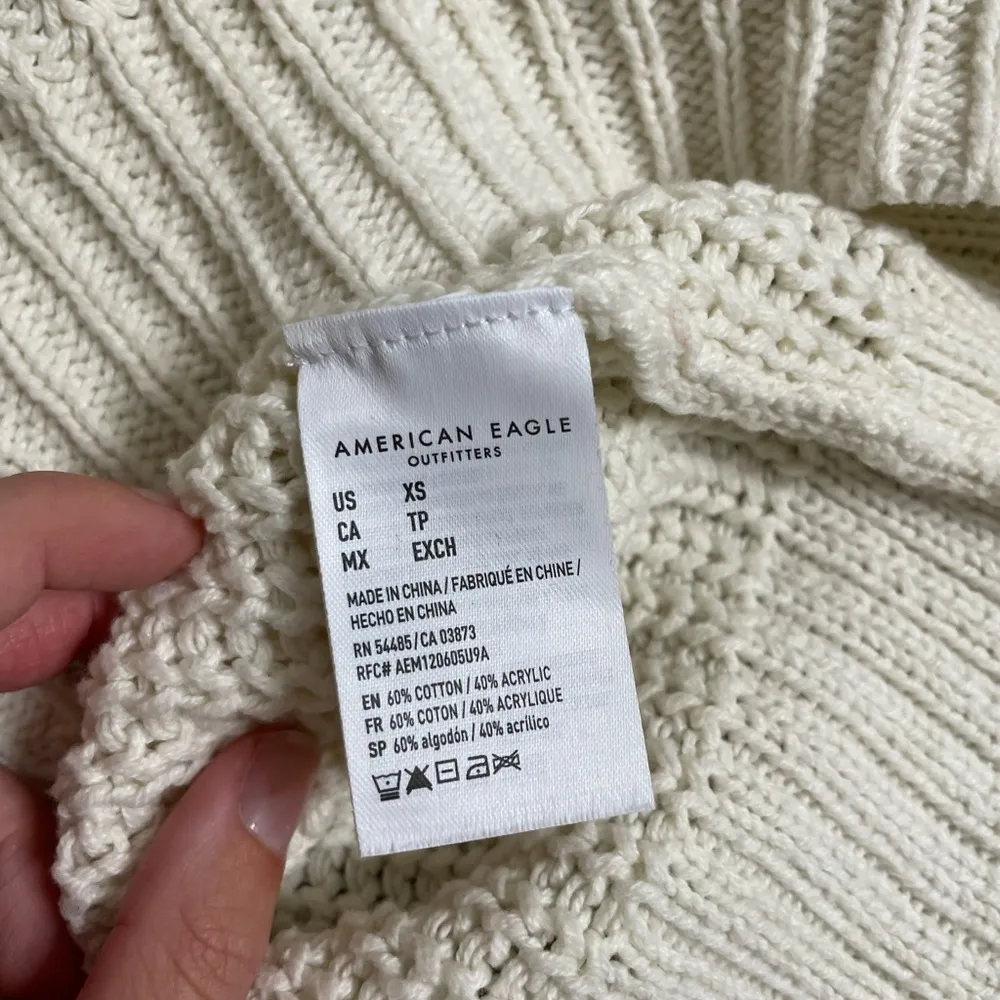 AMERICAN EAGLE
OUTFITTERS
US XS
CA TP
MX EXCH
MADE IN CHINA / FABRIQUÉ EN CHINE /
HECHO EN CHINA
RN 54485/CA 03873
RFC# AEM120605U9A
EN 60% COTTON / 40% ACRYLIC
FR 60% COTON / 40% ACRYLIQUE
SP 60% algodón / 40% acrílico